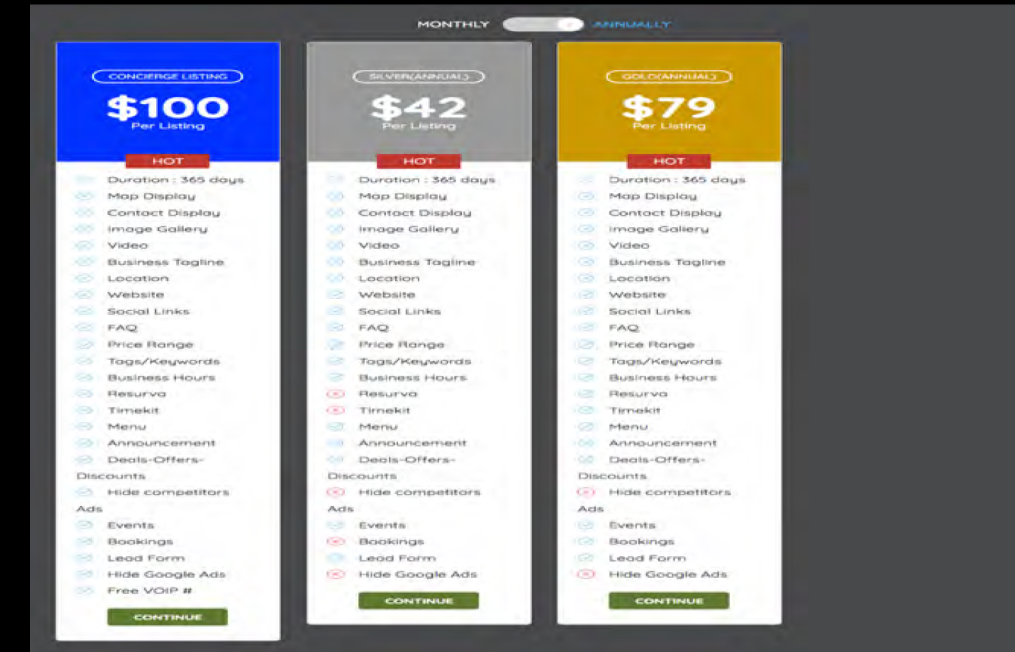 MONTHLY ANNUALLY
CONCIERGE LISTING
$100
Per Listing
HOT
Duration : 365 days
Map Display
Contact Display
Image Gallery
Video
Business Tagline
Location
Website
Social Links
FAQ
Price Range
Tags/Keywords
Business Hours
Resurva
Timekit
Menu
Announcement
Deals-Offers-
Discounts
Hide competitors
Ads
Events
Bookings
Lead Form
Hide Google Ads
Free VOIP #
CONTINUE
SILVER(ANNUAL)
$42
Per Listing
HOT
Duration : 365 days
Map Display
Contact Display
Image Gallery
Video
Business Tagline
Location
Website
Social Links
FAQ
Price Range
Tags/Keywords
Business Hours
Resurva
Timekit
Menu
Announcement
Deals-Offers-
Discounts
Hide competitors
Ads
Events
Bookings
Lead Form
Hide Google Ads
CONTINUE
GOLD(ANNUAL)
$79
Per Listing
HOT
Duration : 365 days
Map Display
Contact Display
Image Gallery
Video
Business Tagline
Location
Website
Social Links
FAQ
Price Range
Tags/Keywords
Business Hours
Resurva
Timekit
Menu
Announcement
Deals-Offers-
Discounts
Hide competitors
Ads
Events
Bookings
Lead Form
Hide Google Ads
CONTINUE